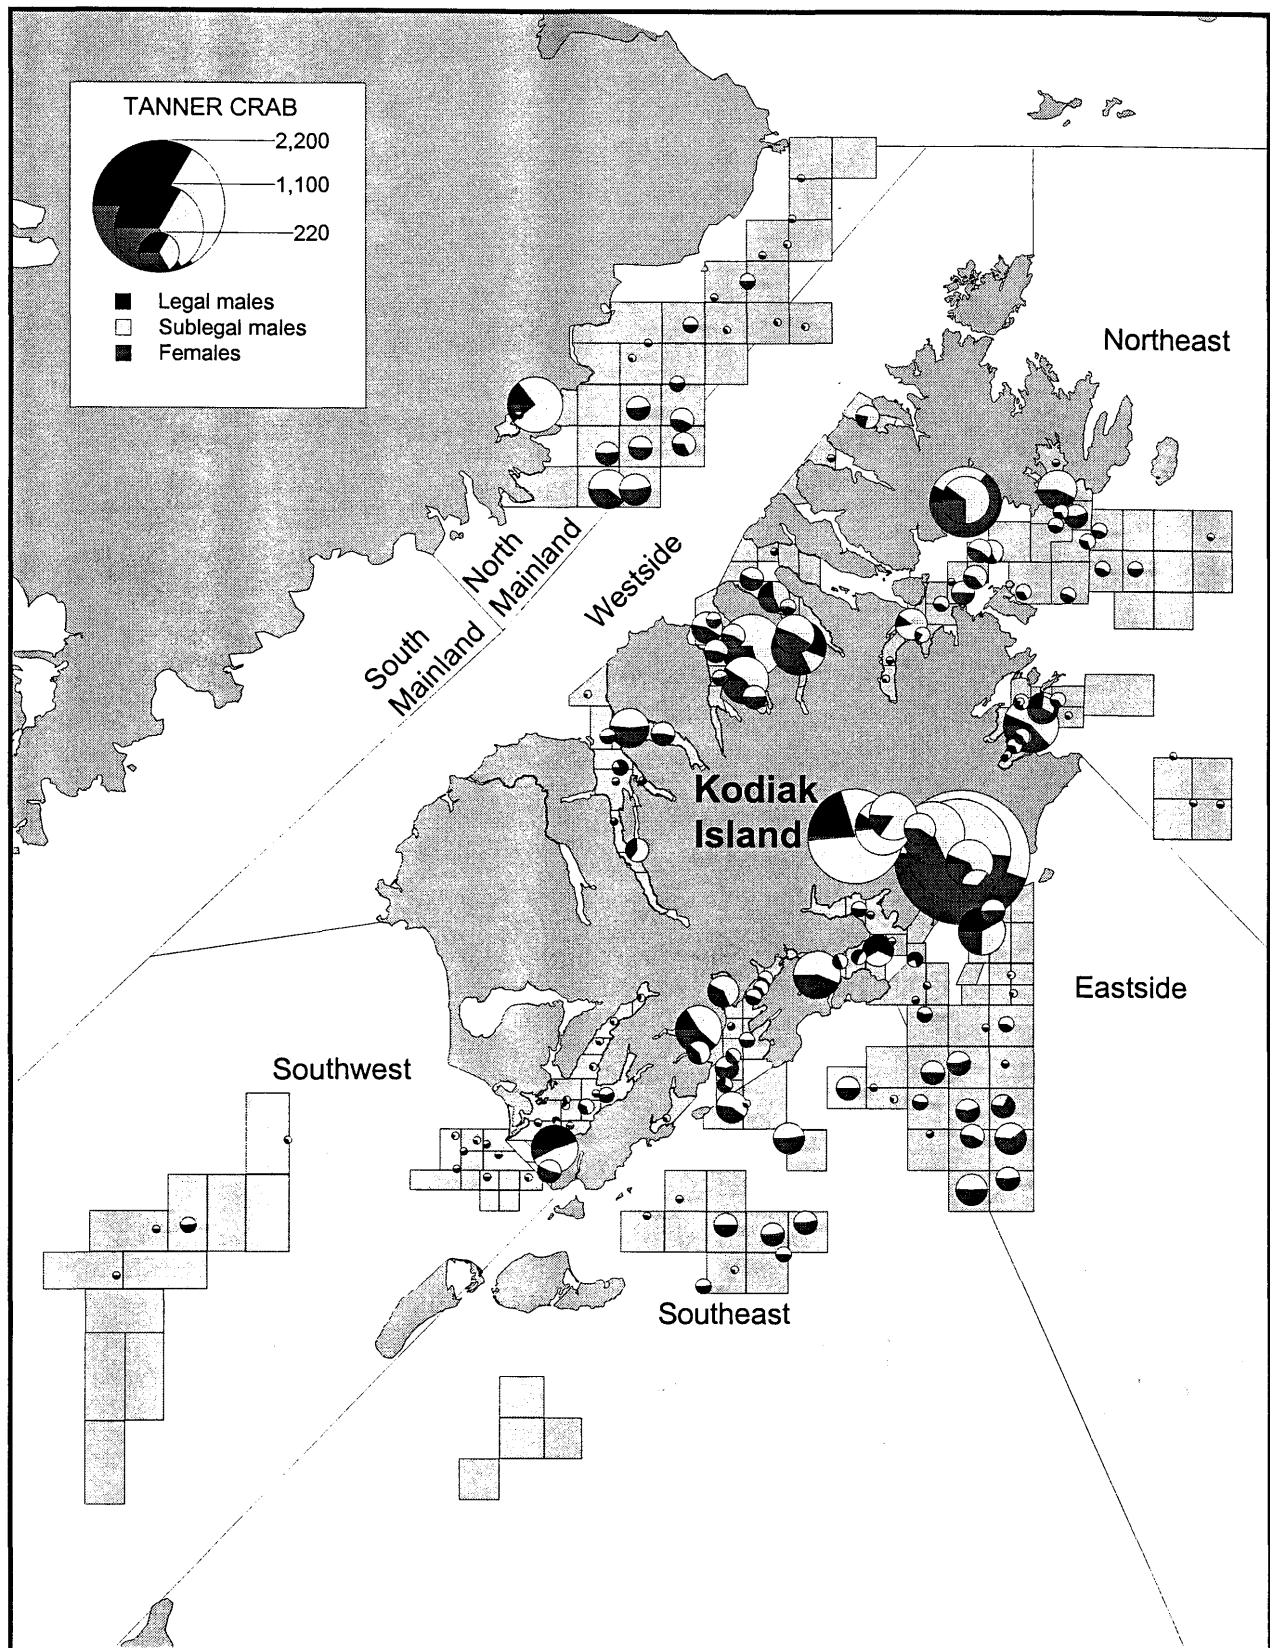 TANNER CRAB
2,200
1,100
220
Legal males
Sublegal males
Females
Northeast
North
Mainland
Westside
South
Mainland
Kodiak
Island
Eastside
Southwest
Southeast